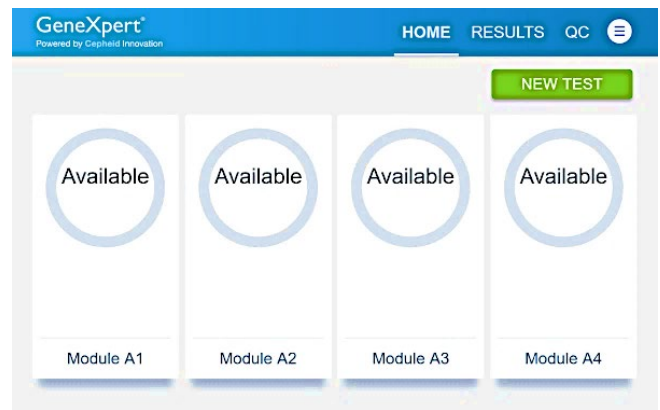 GeneXpert®
Powered by Cepheid Innovation
HOME RESULTS QC
NEW TEST
Available Available Available Available
Module A1 Module A2 Module A3 Module A4